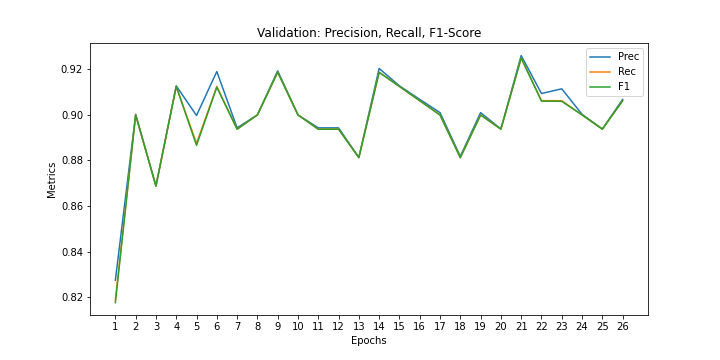 Validation: Precision, Recall, F1-Score
Prec
Rec
F1
0.92
0.90
0.88
0.86
0.84
0.82
Metrics
1 2 3 4 5 6 7 8 9 10 11 12 13 14 15 16 17 18 19 20 21 22 23 24 25 26
Epochs